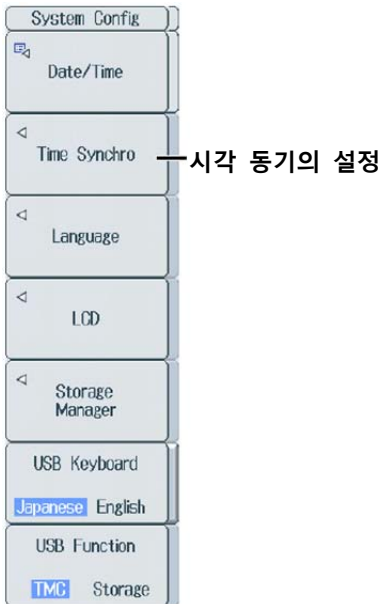 System Config
Date/Time
Time Synchro
시각 동기의 설정
Language
LCD
Storage
Manager
USB Keyboard
Japanese English
USB Function
TMC Storage